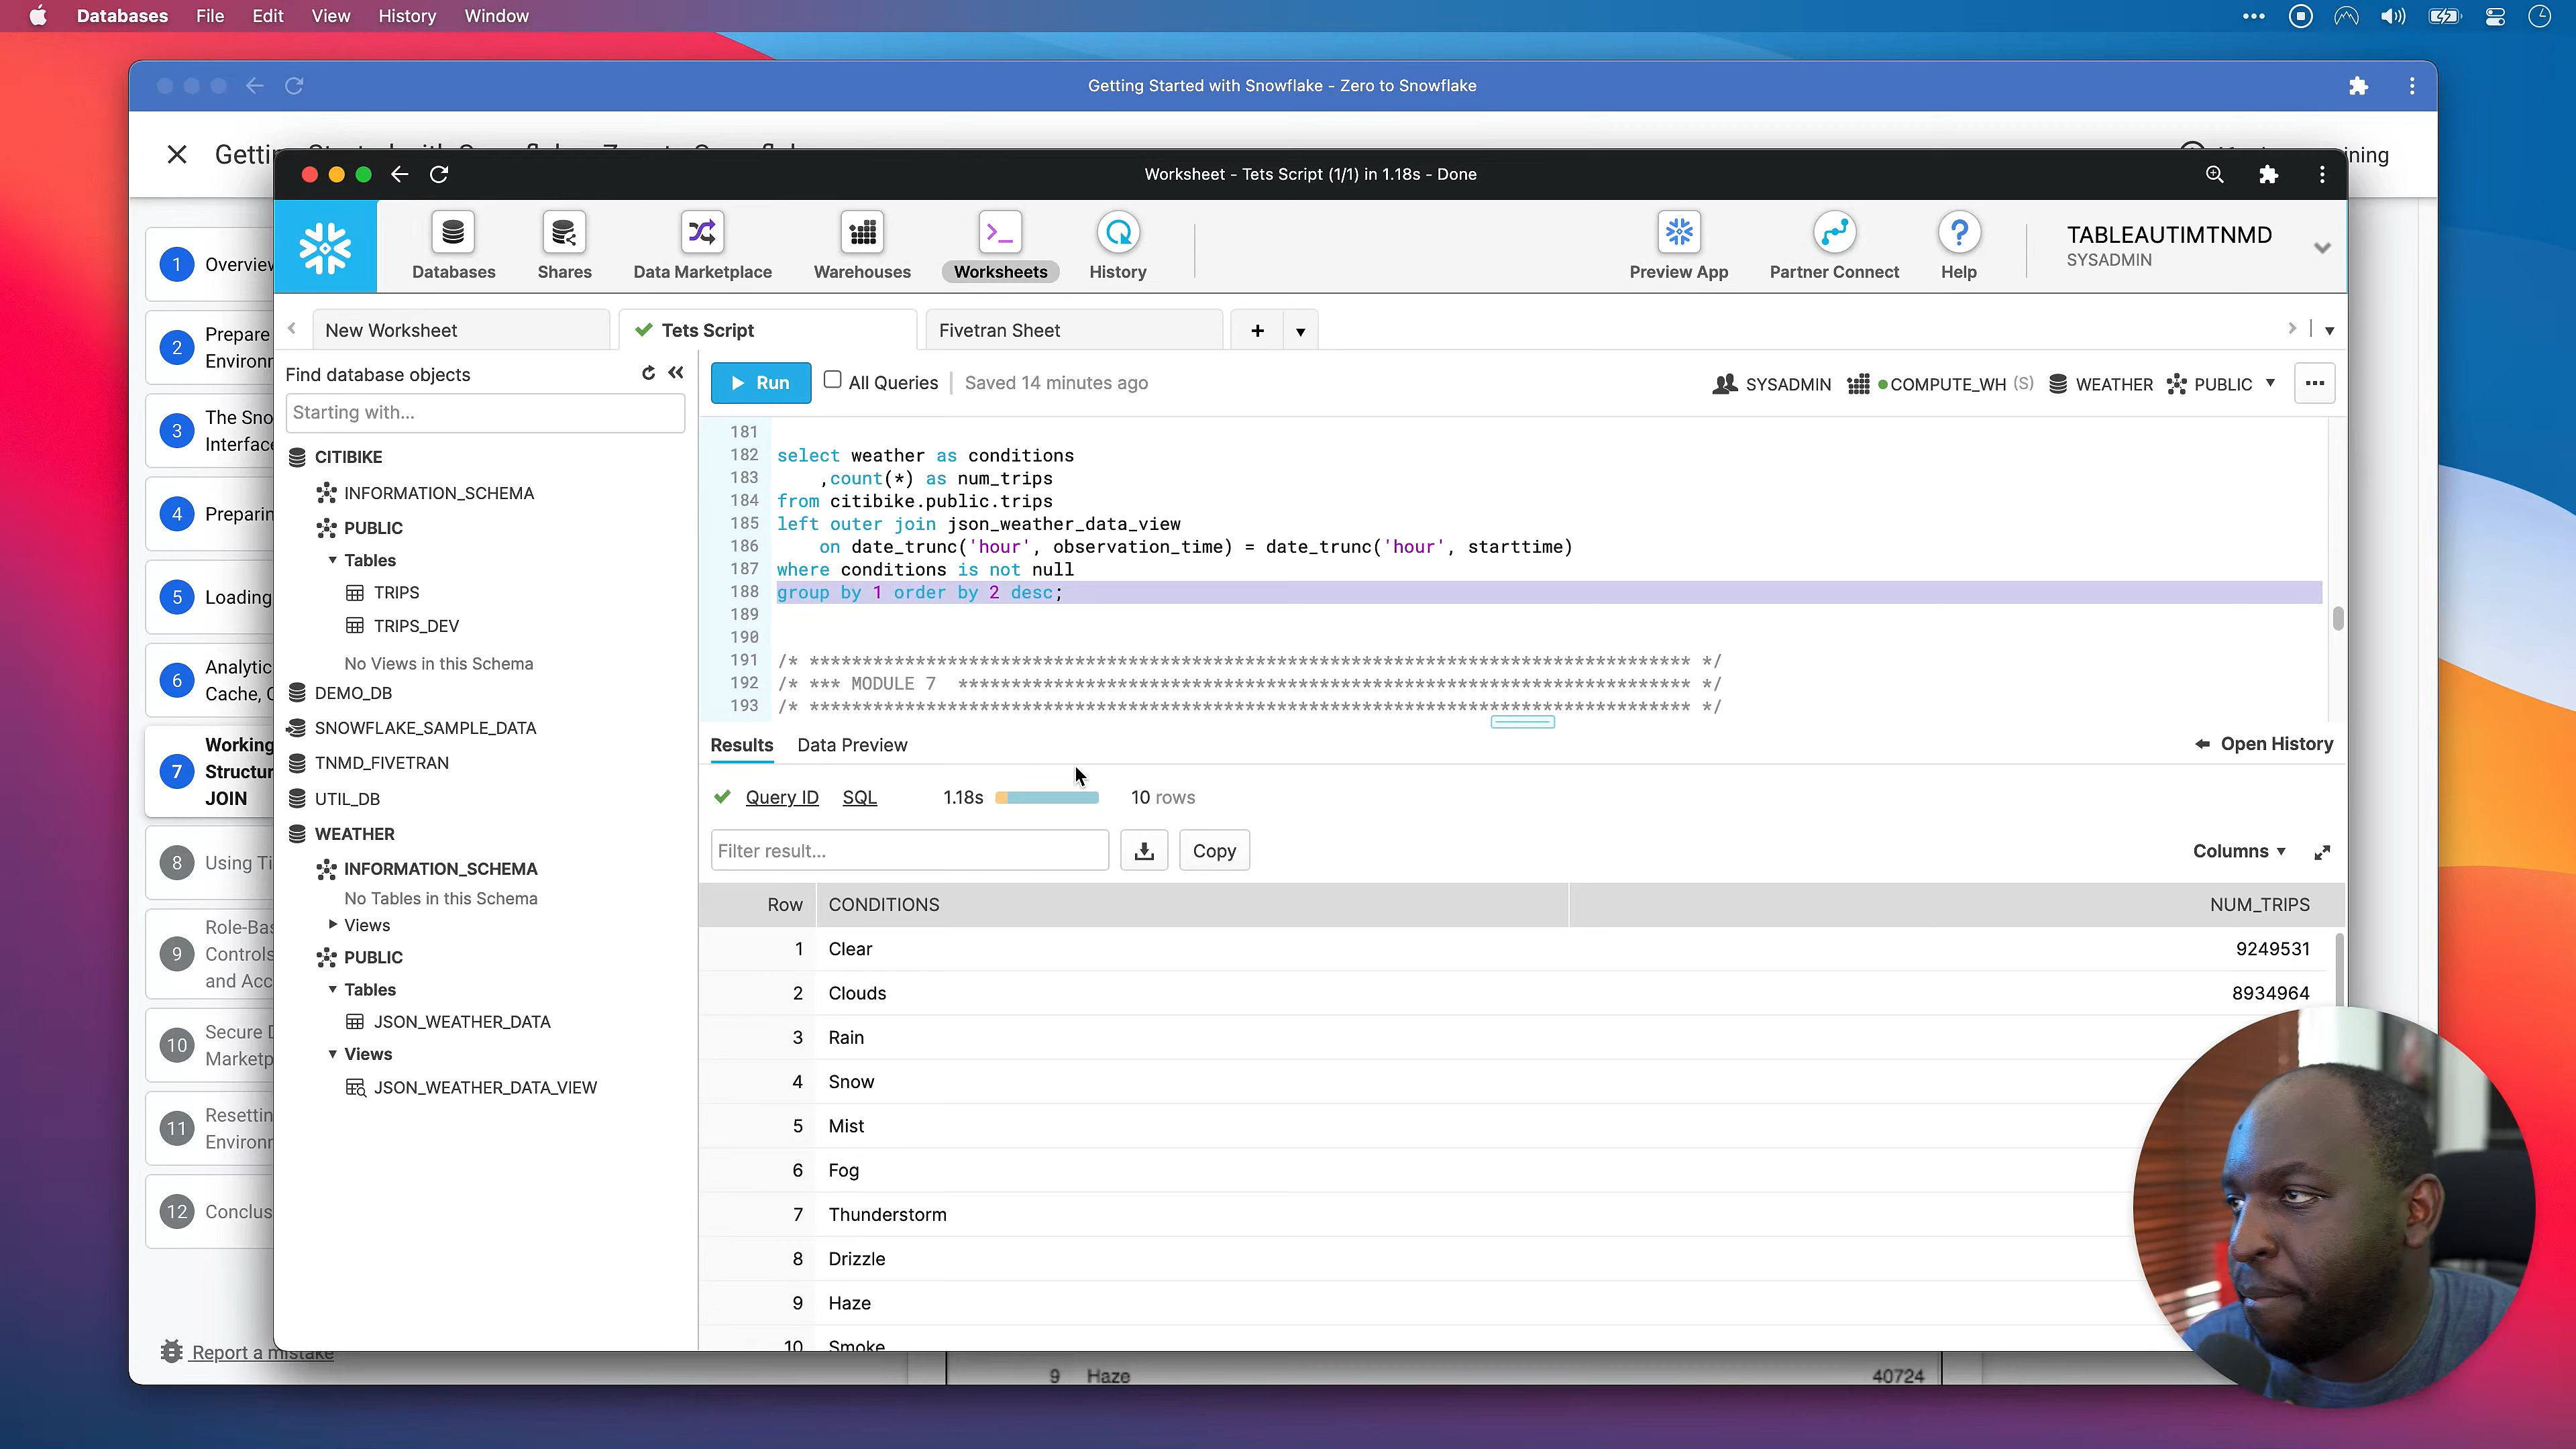 Databases File Edit View History Window
Getting Started with Snowflake - Zero to Snowflake
Worksheet - Tets Script (1/1) in 1.18s - Done
Databases Shares Data Marketplace Warehouses Worksheets History
Preview App Partner Connect Help
TABLEAUTIMTNMD
SYSADMIN
New Worksheet Tets Script Fivetran Sheet + 
1 Overview
2 Prepare
Environ
3 The Sno
Interface
4 Preparin
5 Loading
6 Analytic
Cache, C
7 Working
Structur
JOIN
8 Using Ti
9 Role-Bas
Controls
and Acc
10 Secure D
Marketp
11 Resettin
Environ
12 Conclus
Report a mistake
Find database objects
Starting with...
CITIBIKE
INFORMATION_SCHEMA
PUBLIC
Tables
TRIPS
TRIPS_DEV
No Views in this Schema
DEMO_DB
SNOWFLAKE_SAMPLE_DATA
TNMD_FIVETRAN
UTIL_DB
WEATHER
INFORMATION_SCHEMA
No Tables in this Schema
Views
PUBLIC
Tables
JSON_WEATHER_DATA
Views
JSON_WEATHER_DATA_VIEW
Run All Queries Saved 14 minutes ago
SYSADMIN COMPUTE_WH (S) WEATHER PUBLIC
181
182 select weather as conditions
183 ,count(*) as num_trips
184 from citibike.public.trips
185 left outer join json_weather_data_view
186 on date_trunc('hour', observation_time) = date_trunc('hour', starttime)
187 where conditions is not null
188 group by 1 order by 2 desc;
189
190
191 /* *********************************************************************************** */
192 /* *** MODULE 7 ********************************************************************* */
193 /* *********************************************************************************** */
Results Data Preview Open History
Query ID SQL 1.18s 10 rows
Filter result... Copy Columns
Row CONDITIONS NUM_TRIPS
1 Clear 9249531
2 Clouds 8934964
3 Rain
4 Snow
5 Mist
6 Fog
7 Thunderstorm
8 Drizzle
9 Haze
10 Smoke
9 Haze 40724